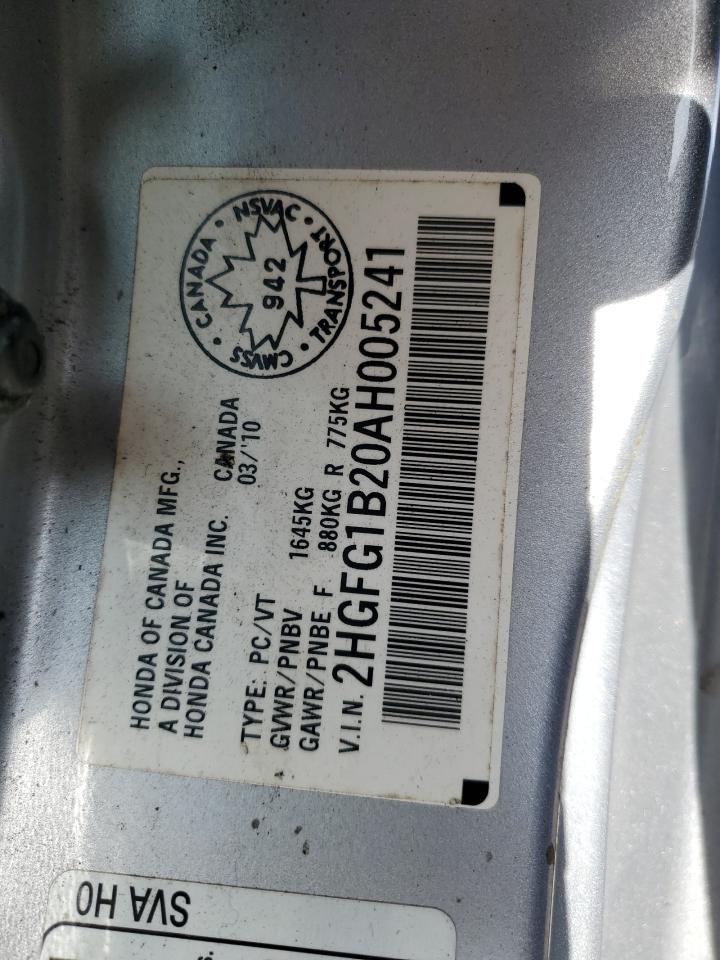 HONDA OF CANADA MFG.,
A DIVISION OF
HONDA CANADA INC. CANADA
03/'10
TYPE: PC/VT
GVWR/PNBV 1645KG
GAWR/PNBE F 880KG R 775KG
V.I.N. 2HGFG1B20AH005241
CANADA • NSVAC •
942
CMVSS • TRANSPORT •
SVA HO